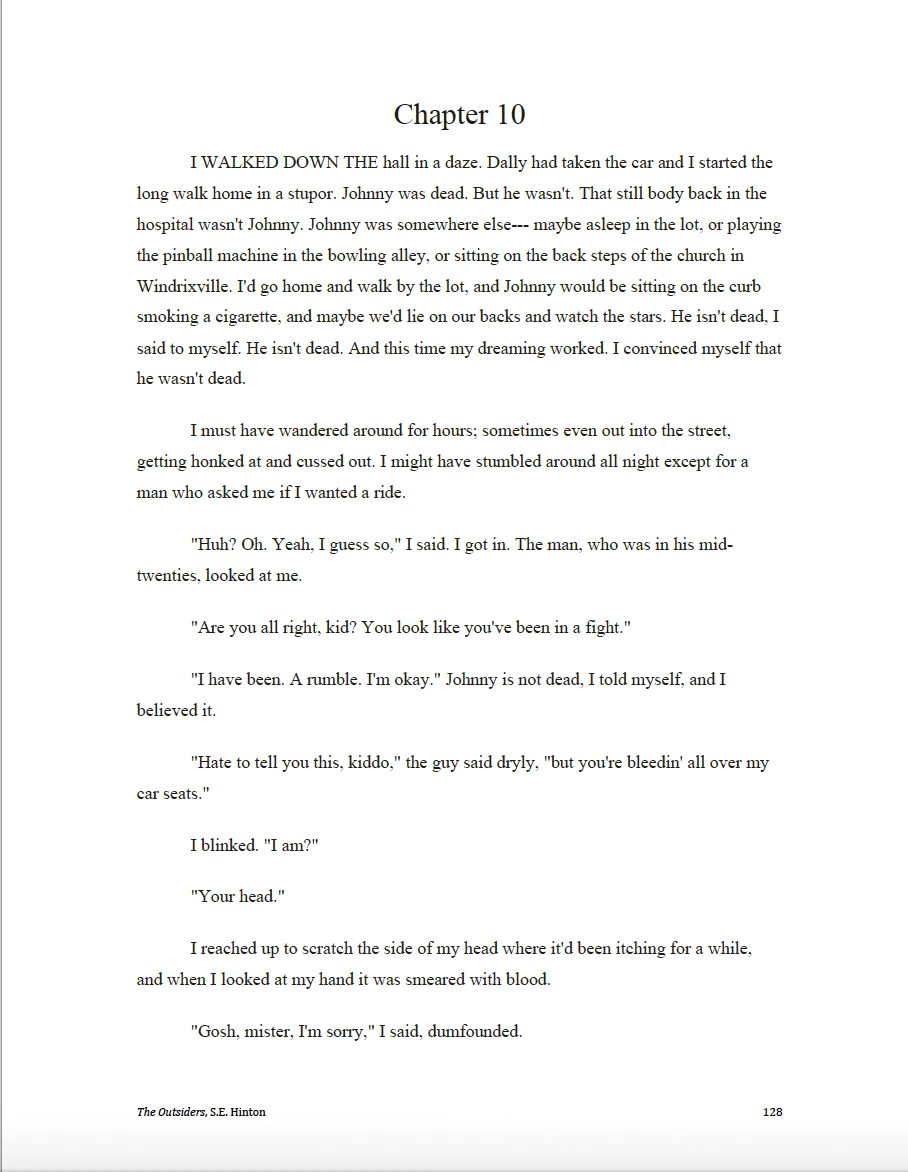 Chapter 10
I WALKED DOWN THE hall in a daze. Dally had taken the car and I started the
long walk home in a stupor. Johnny was dead. But he wasn't. That still body back in the
hospital wasn't Johnny. Johnny was somewhere else--- maybe asleep in the lot, or playing
the pinball machine in the bowling alley, or sitting on the back steps of the church in
Windrixville. I'd go home and walk by the lot, and Johnny would be sitting on the curb
smoking a cigarette, and maybe we'd lie on our backs and watch the stars. He isn't dead, I
said to myself. He isn't dead. And this time my dreaming worked. I convinced myself that
he wasn't dead.
I must have wandered around for hours; sometimes even out into the street,
getting honked at and cussed out. I might have stumbled around all night except for a
man who asked me if I wanted a ride.
"Huh? Oh. Yeah, I guess so," I said. I got in. The man, who was in his mid-
twenties, looked at me.
"Are you all right, kid? You look like you've been in a fight."
"I have been. A rumble. I'm okay." Johnny is not dead, I told myself, and I
believed it.
"Hate to tell you this, kiddo," the guy said dryly, "but you're bleedin' all over my
car seats."
I blinked. "I am?"
"Your head."
I reached up to scratch the side of my head where it'd been itching for a while,
and when I looked at my hand it was smeared with blood.
"Gosh, mister, I'm sorry," I said, dumfounded.
The Outsiders, S.E. Hinton 128